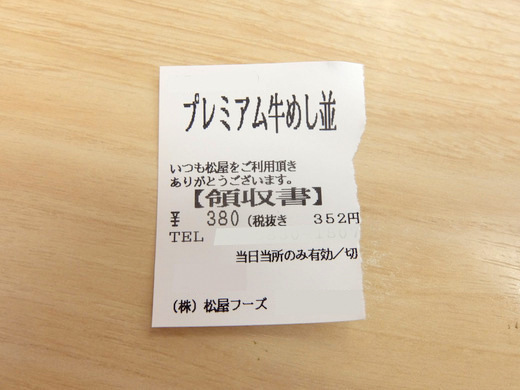 プレミアム牛めし並
いつも松屋をご利用頂き
ありがとうございます。
【領収書】
¥ 380(税抜き 352円
TEL
当日当所のみ有効/切
(株)松屋フーズ